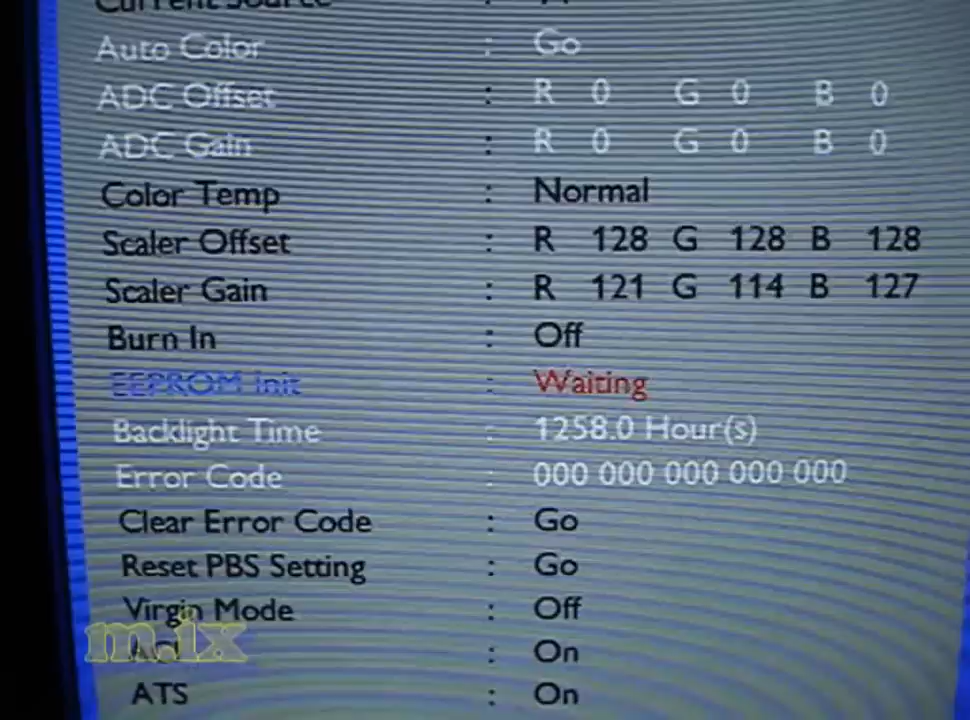 Current Source :
Auto Color : Go
ADC Offset : R 0 G 0 B 0
ADC Gain : R 0 G 0 B 0
Color Temp : Normal
Scaler Offset : R 128 G 128 B 128
Scaler Gain : R 121 G 114 B 127
Burn In : Off
EEPROM Init : Waiting
Backlight Time : 1258.0 Hour(s)
Error Code : 000 000 000 000 000
Clear Error Code : Go
Reset PBS Setting : Go
Virgin Mode : Off
m.ix
: On
ATS : On